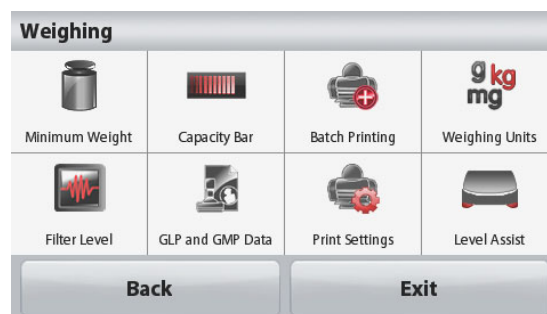 Weighing
g kg
mg
Minimum Weight Capacity Bar Batch Printing Weighing Units
Filter Level GLP and GMP Data Print Settings Level Assist
Back Exit